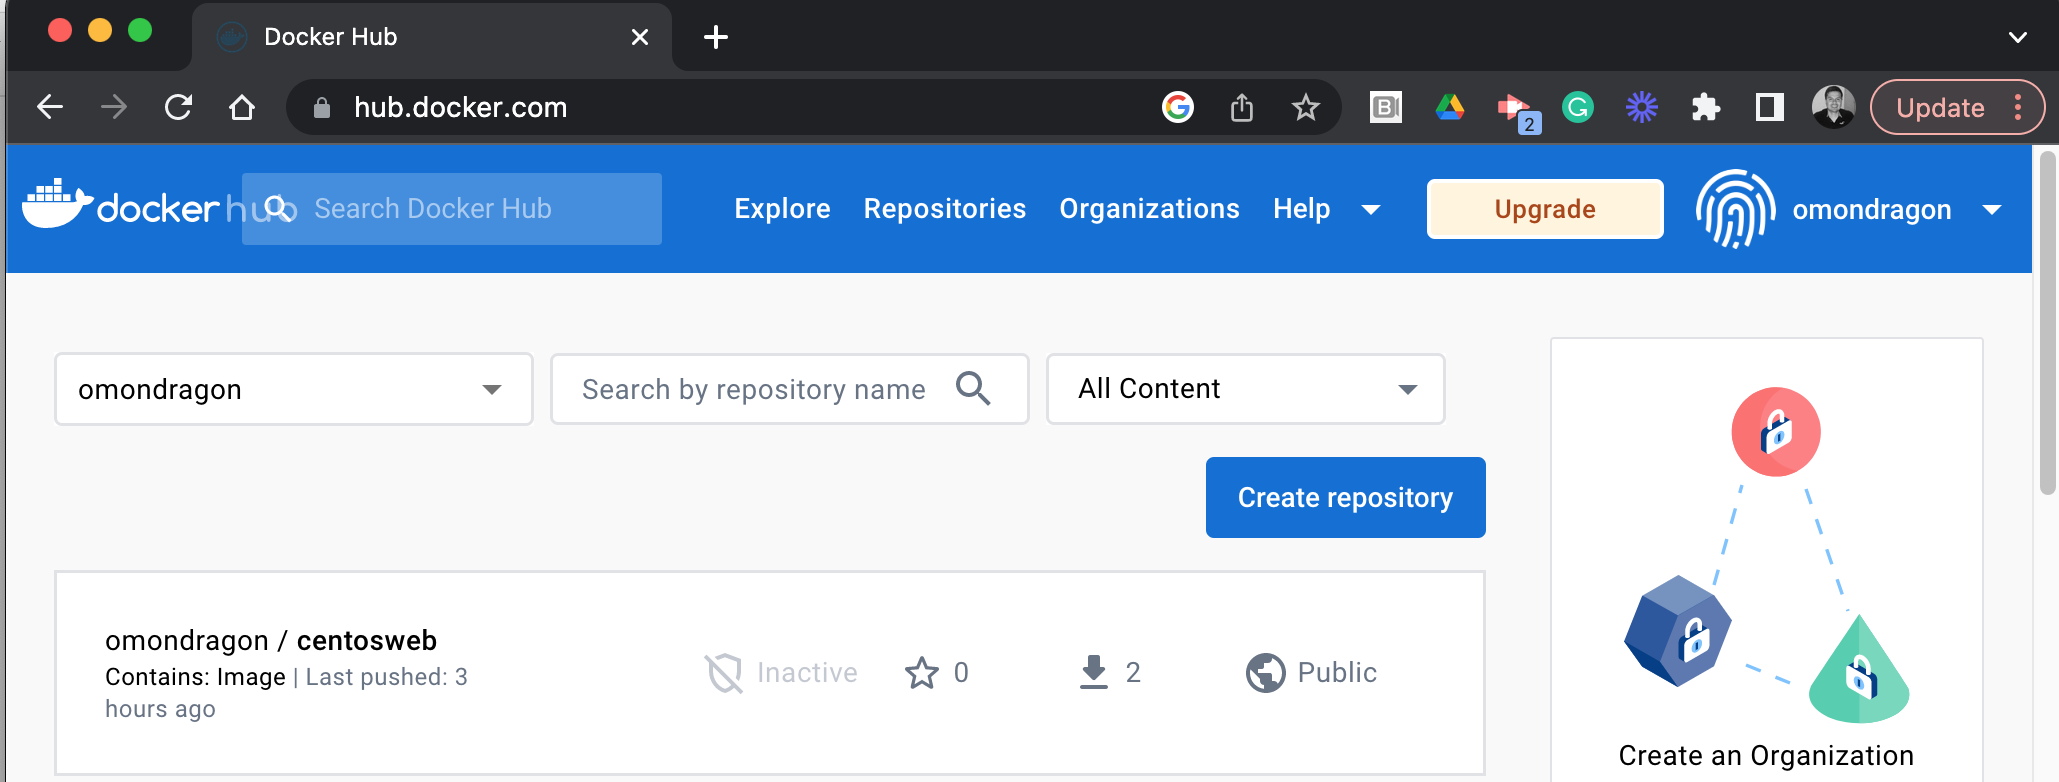 Docker Hub
hub.docker.com
B
G
2
Update
docker hub
Search Docker Hub
Explore
Repositories
Organizations
Help
Upgrade
omondragon
omondragon
Search by repository name
All Content
Create repository
omondragon / centosweb
Contains: Image | Last pushed: 3
hours ago
Inactive
0
2
Public
Create an Organization